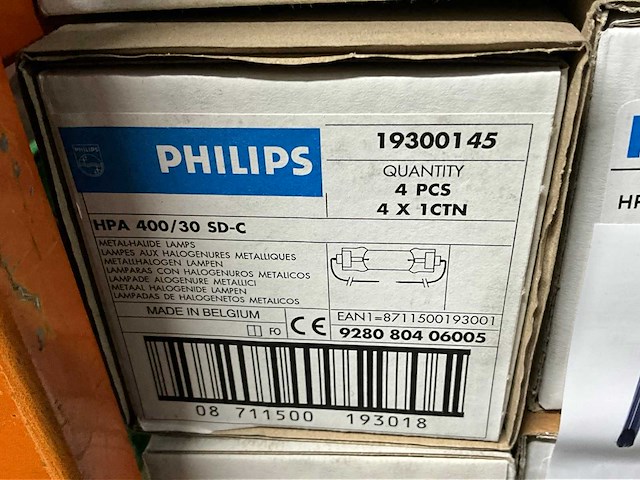 PHILIPS
19300145
QUANTITY
4 PCS
4 X 1CTN
HPA 400/30 SD-C
METAL-HALIDE LAMPS
LAMPES AUX HALOGENURES METALLIQUES
METALLHALOGEN LAMPEN
LAMPARAS CON HALOGENUROS METALICOS
LAMPADE ALOGENURE METALLICI
METAAL HALOGENIDE LAMPEN
LAMPADAS DE HALOGENETOS METALICOS
MADE IN BELGIUM
FO
CE
EAN1=8711500193001
9280 804 06005
08 711500 193018
HP